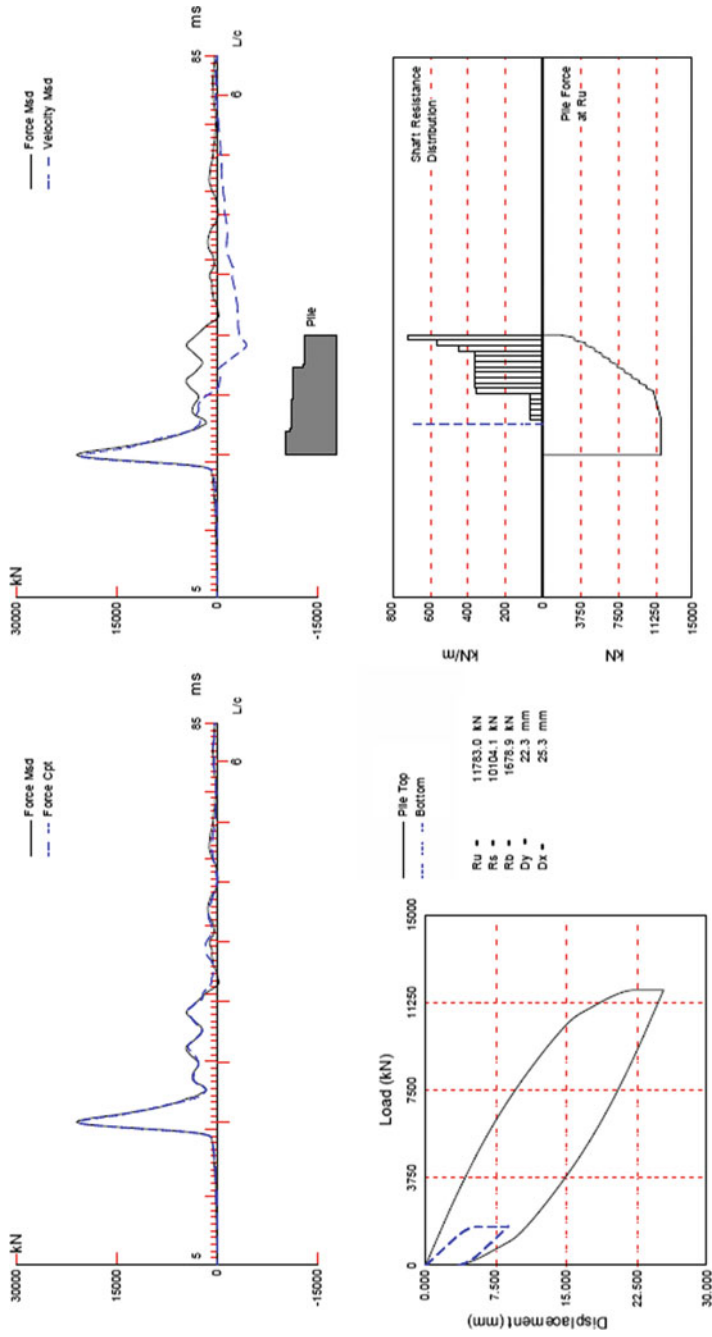 kN
30000
15000
0
-15000
Force Msd
Force Cpt
5
85
ms
6
L/c
kN
30000
15000
0
-15000
Force Msd
Velocity Msd
5
85
ms
6
L/c
Pile
Load (kN)
0
3750
7500
11250
15000
0.000
7.500
15.000
22.500
30.000
Displacement (mm)
Pile Top
Bottom
Ru = 11783.0 kN
Rs = 10104.1 kN
Rb = 1678.9 kN
Dy = 22.3 mm
Dx = 25.3 mm
800
600
400
200
0
kN/m
Shaft Resistance
Distribution
3750
7500
11250
15000
kN
Pile Force
at Ru